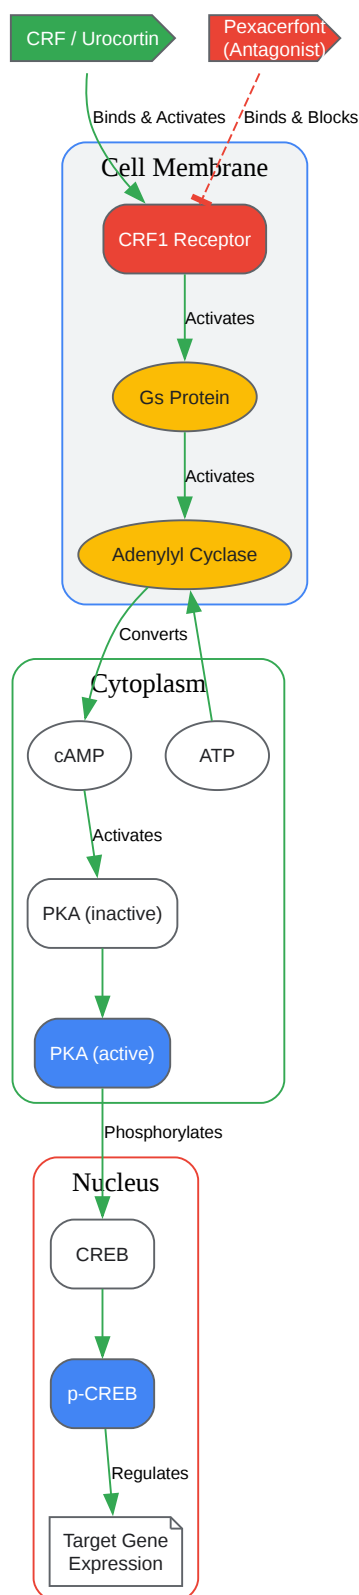 CRF / Urocortin
Pexacerfont
(Antagonist)
Binds & Activates
Binds & Blocks
Cell Membrane
CRF1 Receptor
Activates
Gs Protein
Activates
Adenylyl Cyclase
Converts
Cytoplasm
cAMP
ATP
Activates
PKA (inactive)
PKA (active)
Phosphorylates
Nucleus
CREB
p-CREB
Regulates
Target Gene
Expression